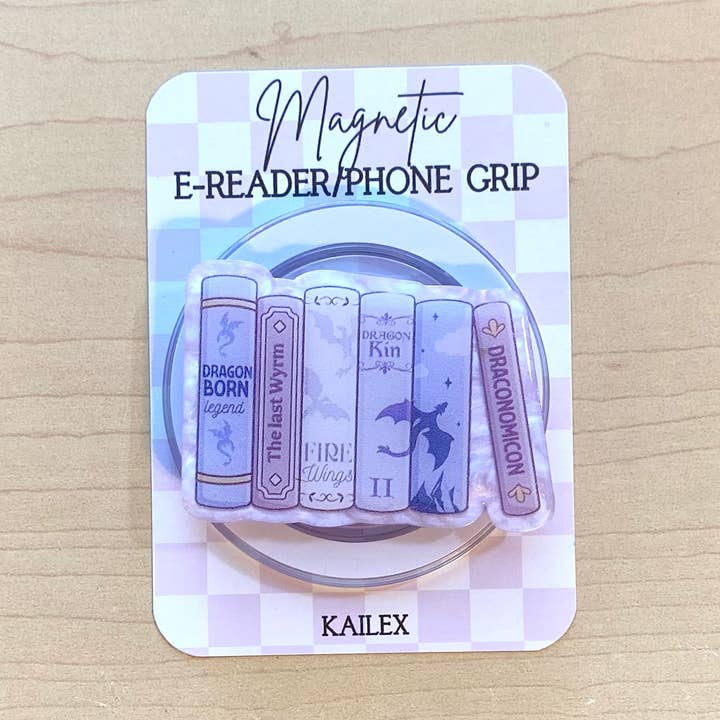 Magnetic
E-READER/PHONE GRIP
DRAGON
BORN
legend
The last Wyrm
FIRE
Wings
DRAGON
Kin
II
DRACONOMICON
KAILEX